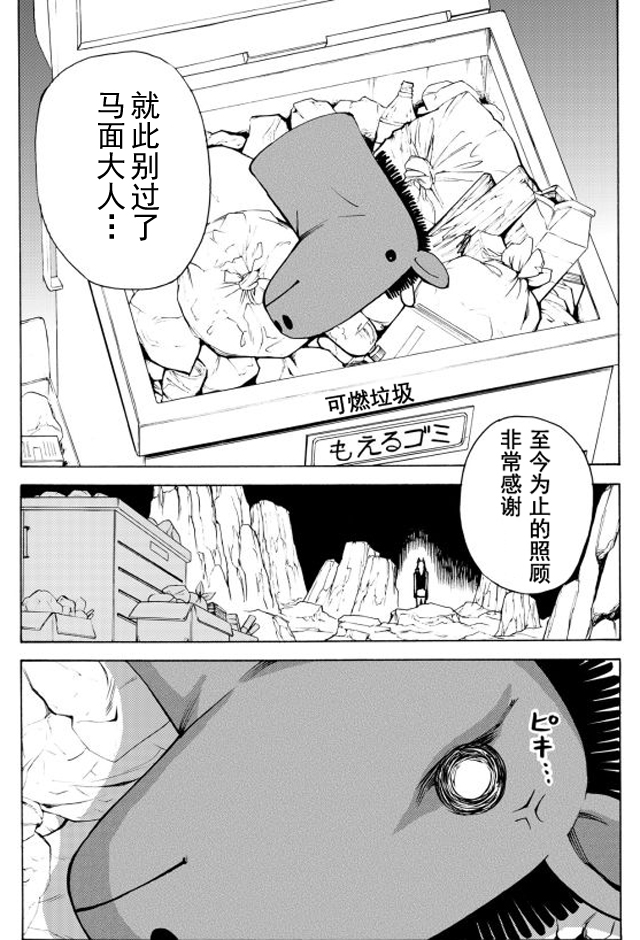 就此别过了
马面大人…
可燃垃圾
もえるゴミ
至今为止的照顾
非常感谢
ピキ…